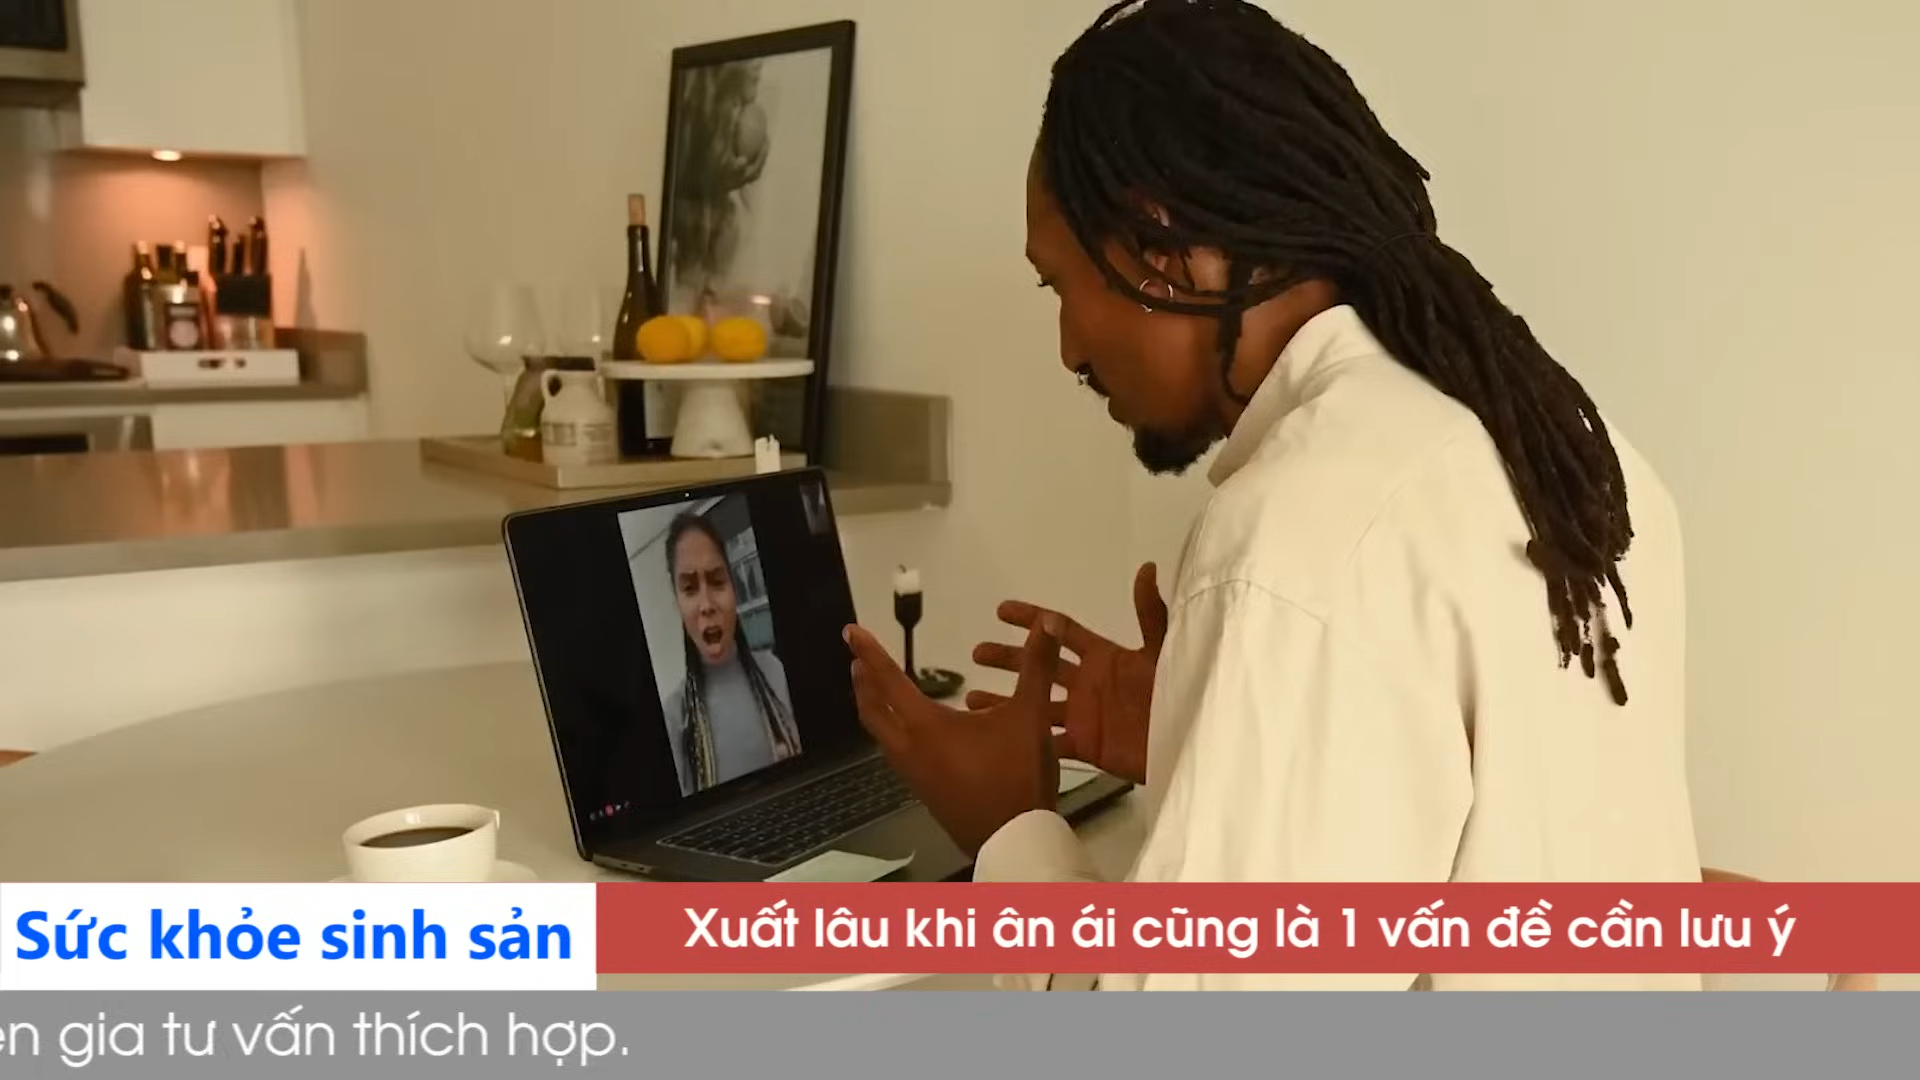 Sức khỏe sinh sản
Xuất lâu khi ân ái cũng là 1 vấn đề cần lưu ý
gia tư vấn thích hợp.